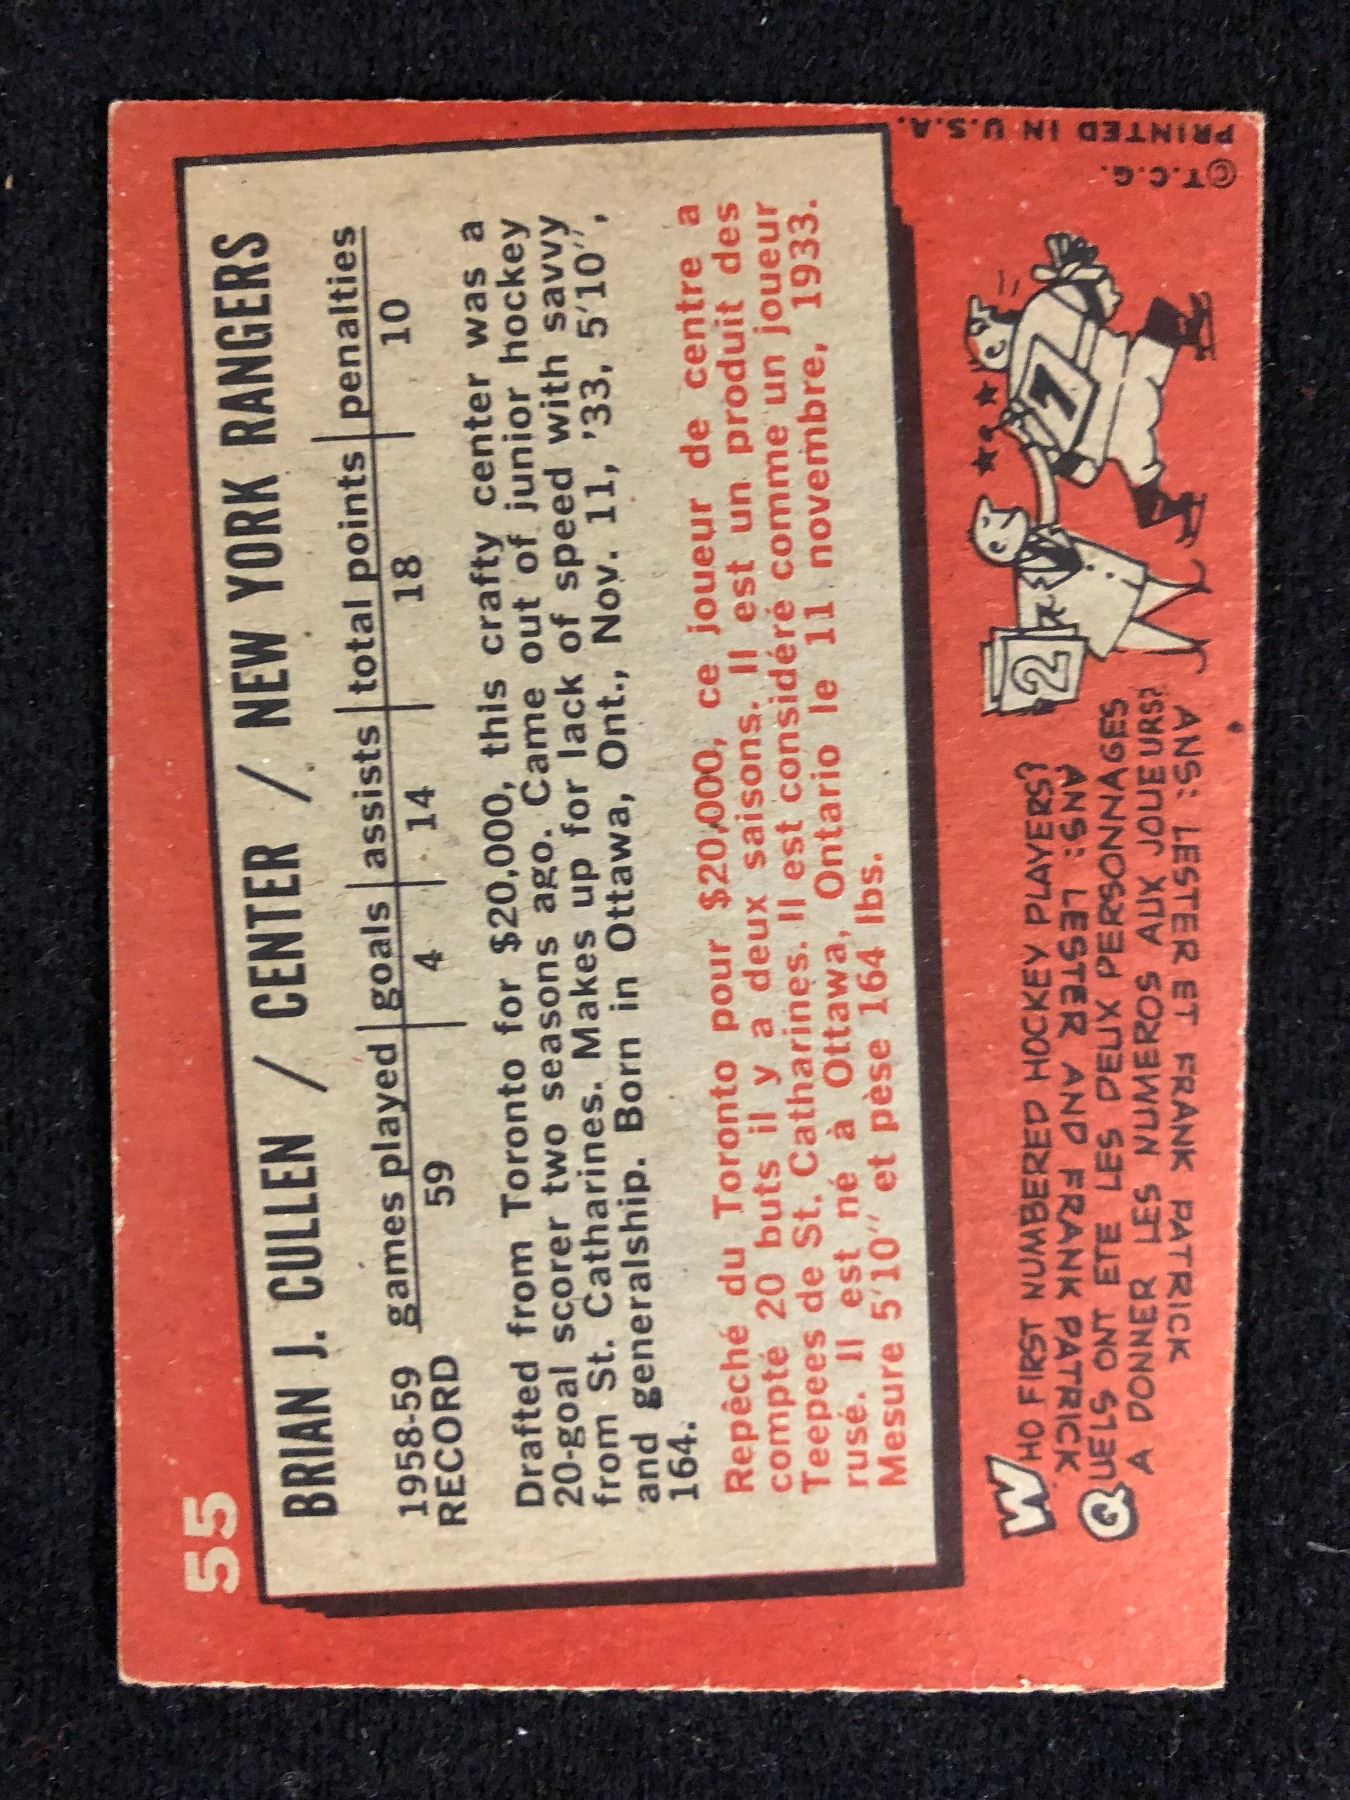 55
BRIAN J. CULLEN / CENTER / NEW YORK RANGERS
1958-59 games played goals assists total points penalties
RECORD 59 4 14 18 10
Drafted from Toronto for $20,000, this crafty center was a
20-goal scorer two seasons ago. Came out of junior hockey
from St. Catharines. Makes up for lack of speed with savvy
and generalship. Born in Ottawa, Ont., Nov. 11, '33, 5'10",
164.
Repêché du Toronto pour $20,000, ce joueur de centre a
compté 20 buts il y a deux saisons. Il est un produit des
Teepees de St. Catharines. Il est considéré comme un joueur
rusé. Il est né à Ottawa, Ontario le 11 novembre, 1933.
Mesure 5'10" et pèse 164 lbs.
WHO FIRST NUMBERED HOCKEY PLAYERS?
ANS: LESTER AND FRANK PATRICK
QUELS ONT ETE LES DEUX PERSONNAGES
A DONNER LES NUMEROS AUX JOUEURS?
ANS: LESTER ET FRANK PATRICK
2
7
1
©T.C.G.
PRINTED IN U.S.A.